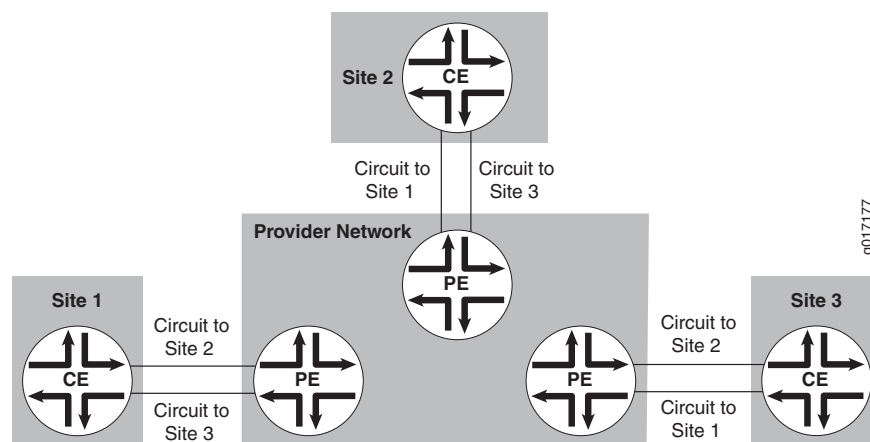 Site 2
CE
Circuit to
Site 1
Circuit to
Site 3
g017177
Provider Network
PE
Site 1
CE
Circuit to
Site 2
Circuit to
Site 3
PE
PE
Circuit to
Site 2
Circuit to
Site 1
Site 3
CE